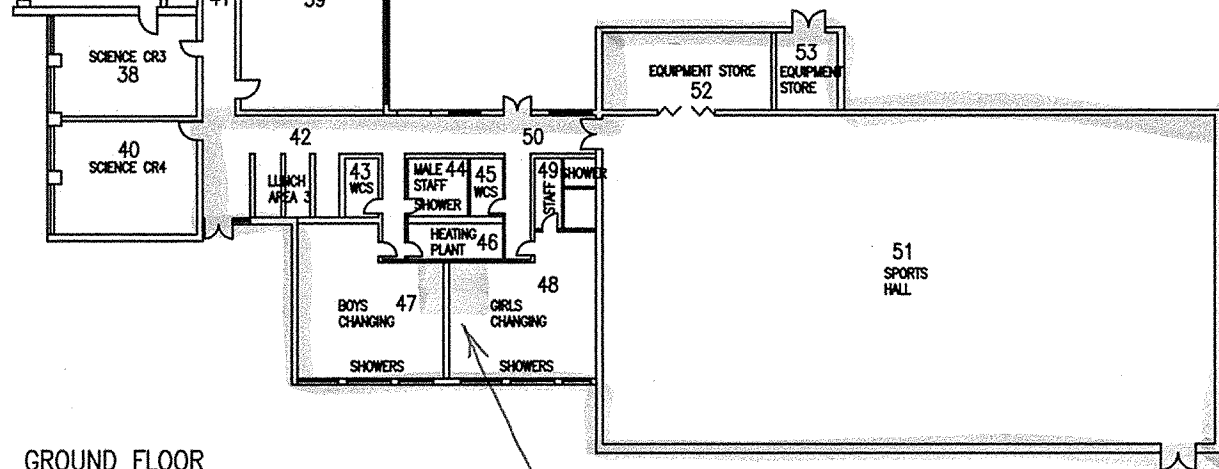 41
39
SCIENCE CR3
38
40
SCIENCE CR4
42
LUNCH
AREA 3
43
WCS
MALE 44
STAFF
SHOWER
45
WCS
HEATING
PLANT 46
50
49
STAFF
SHOWER
BOYS 47
CHANGING
SHOWERS
48
GIRLS
CHANGING
SHOWERS
EQUIPMENT STORE
52
53
EQUIPMENT
STORE
51
SPORTS
HALL
GROUND FLOOR